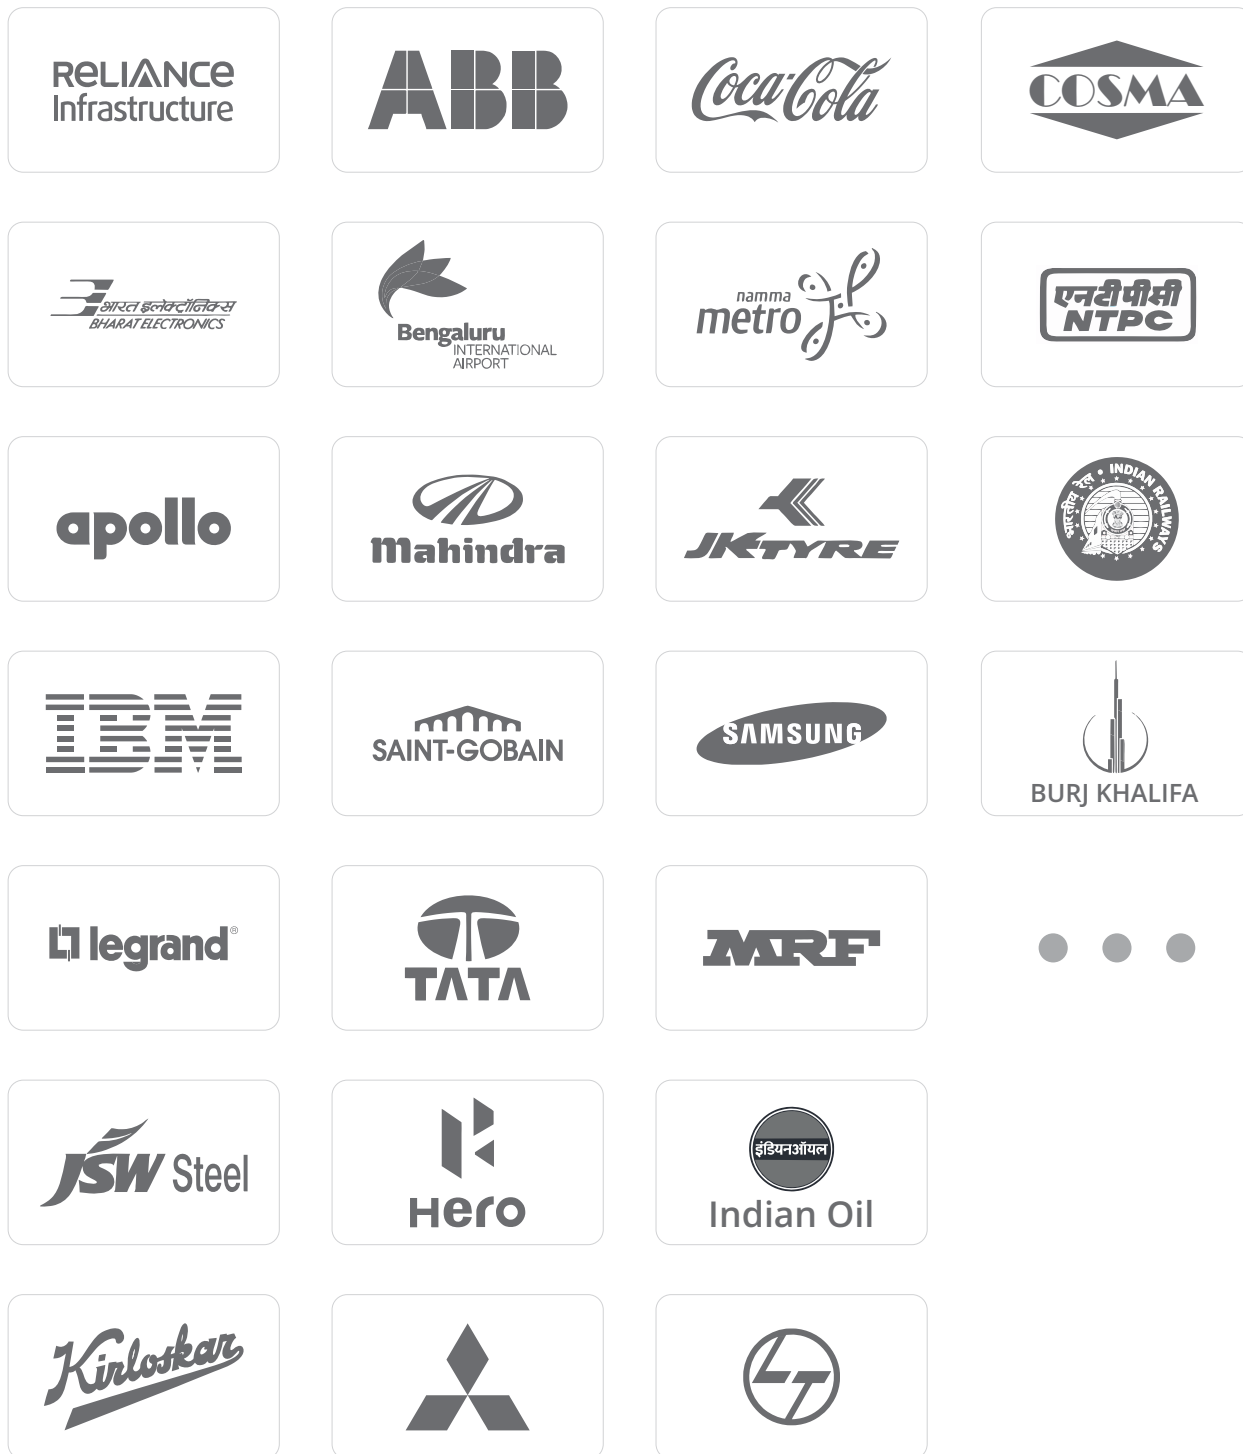 RELIANCE
Infrastructure
ABB
Coca-Cola
COSMA
भारत इलेक्ट्रॉनिक्स
BHARAT ELECTRONICS
Bengaluru
INTERNATIONAL
AIRPORT
namma
metro
एनटीपीसी
NTPC
apollo
Mahindra
JK TYRE
भारतीय रेल • INDIAN RAILWAYS
IBM
SAINT-GOBAIN
SAMSUNG
BURJ KHALIFA
legrand®
TATA
MRF
JSW Steel
Hero
इंडियनऑयल
Indian Oil
Kirloskar
LT